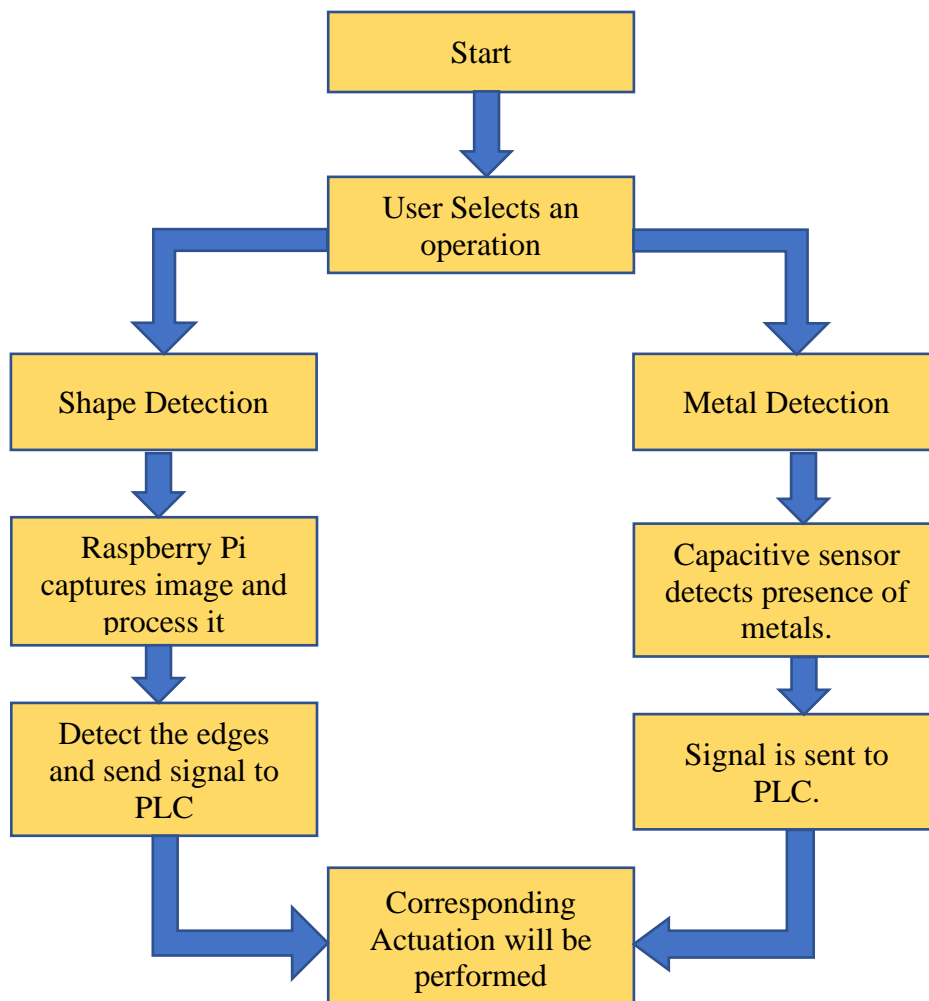 Start
User Selects an
operation
Shape Detection
Metal Detection
Raspberry Pi
captures image and
process it
Capacitive sensor
detects presence of
metals.
Detect the edges
and send signal to
PLC
Signal is sent to
PLC.
Corresponding
Actuation will be
performed